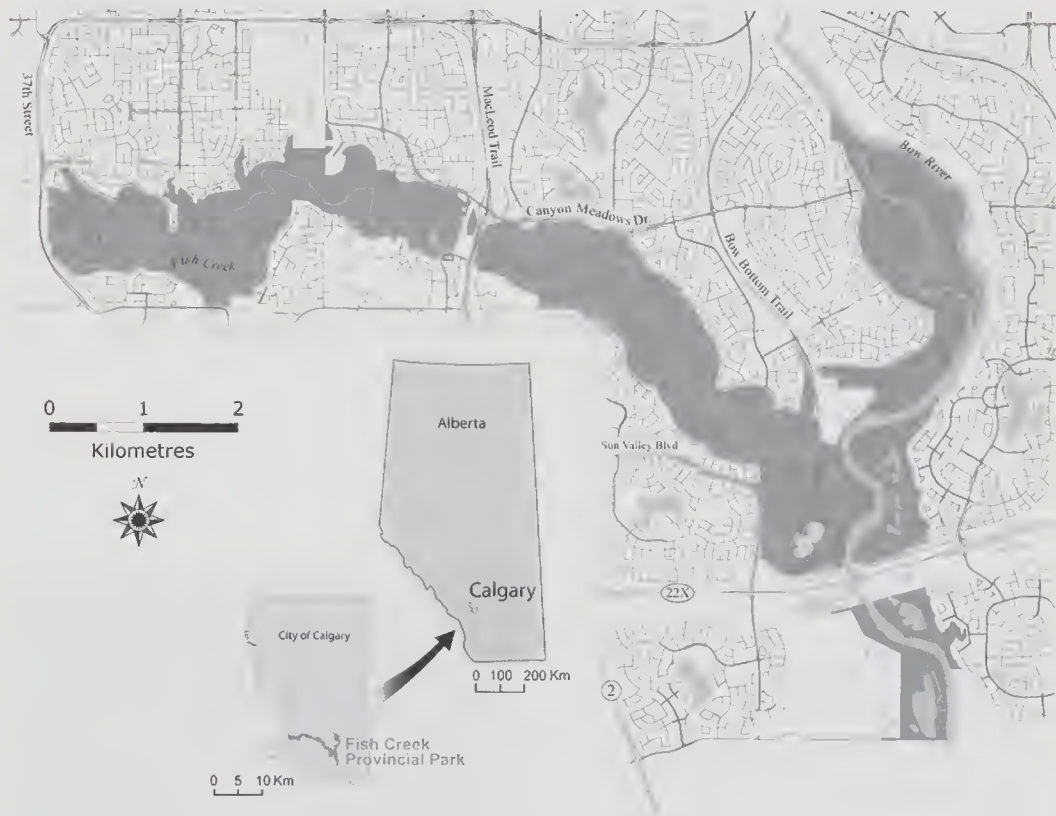 37th Street
MacLeod Trail
Bow River
Canyon Meadows Dr.
Bow Bottom Trail
Fish Creek
0 1 2
Kilometres
N
Alberta
Sun Valley Blvd
Calgary
22X
City of Calgary
0 100 200 Km
2
Fish Creek
Provincial Park
0 5 10 Km